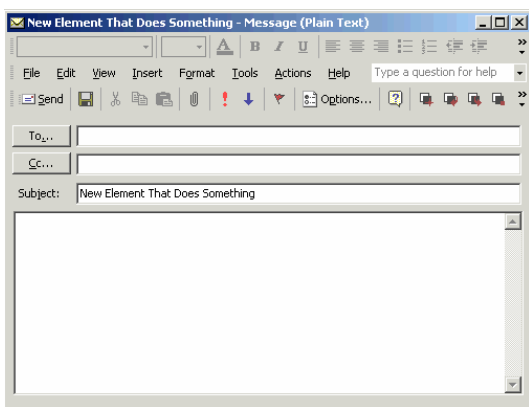 New Element That Does Something - Message (Plain Text)
A B I U
File Edit View Insert Format Tools Actions Help Type a question for help
Send Options...
To...
Cc...
Subject: New Element That Does Something